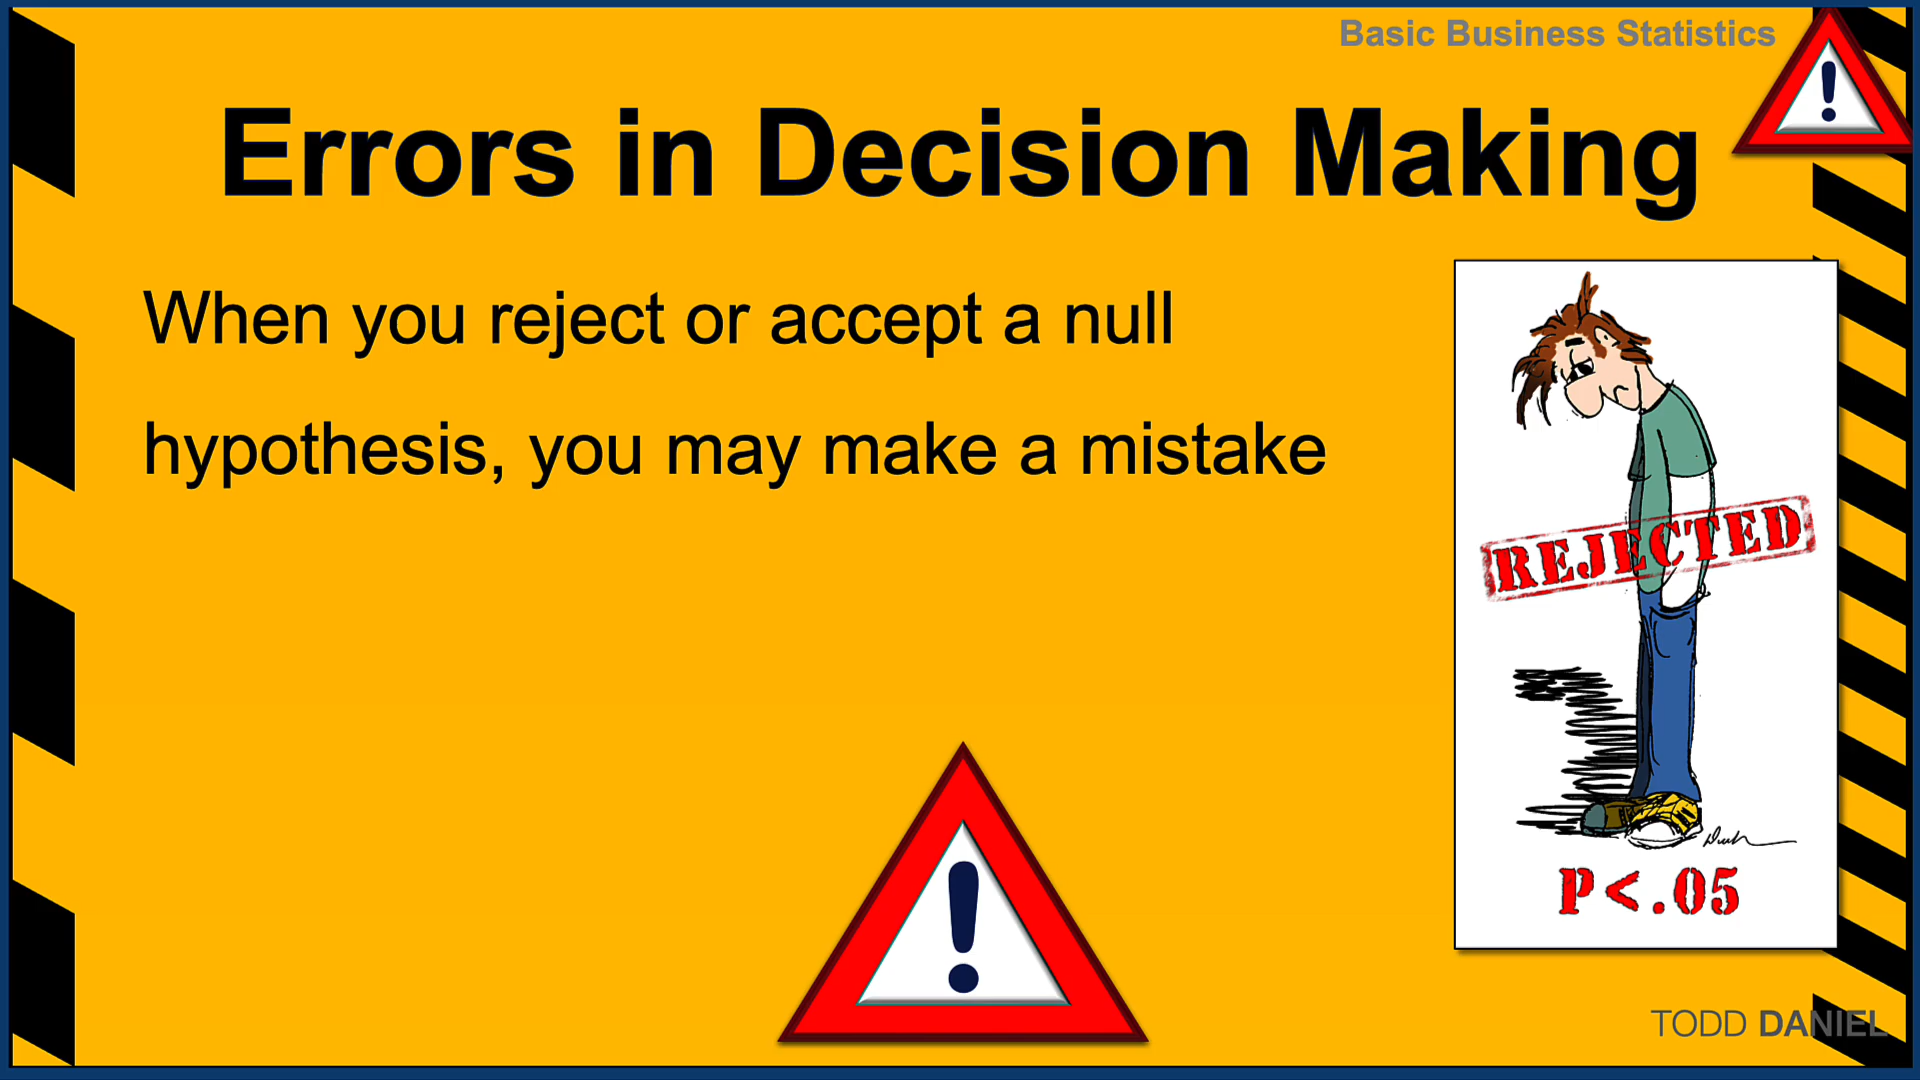 Basic Business Statistics
Errors in Decision Making
When you reject or accept a null
hypothesis, you may make a mistake
REJECTED
P<.05
TODD DANIEL